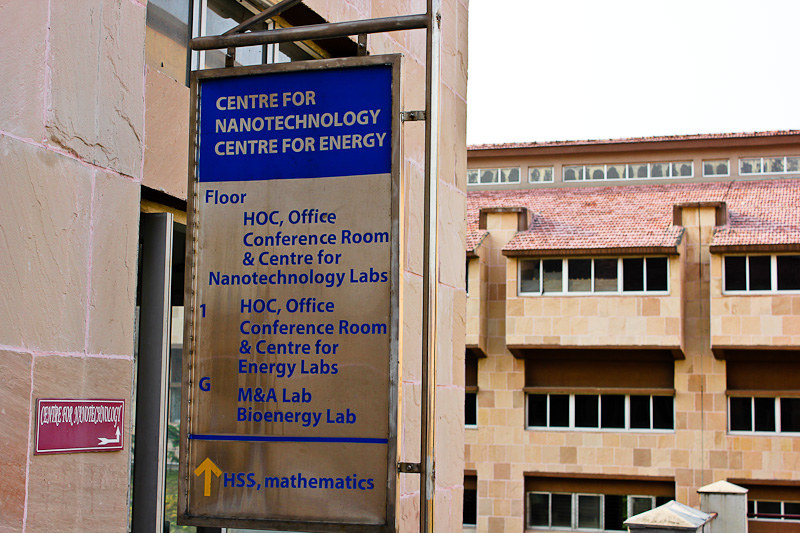 CENTRE FOR
NANOTECHNOLOGY
CENTRE FOR ENERGY
Floor
HOC, Office
Conference Room
& Centre for
Nanotechnology Labs
1 HOC, Office
Conference Room
& Centre for
Energy Labs
G M&A Lab
Bioenergy Lab
HSS, mathematics
CENTRE FOR NANOTECHNOLOGY